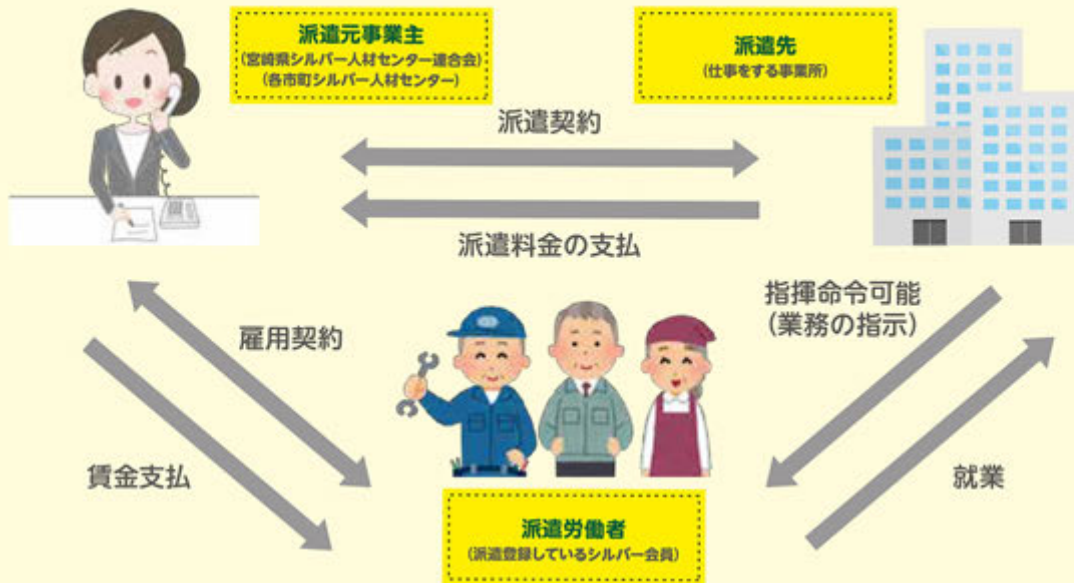 派遣元事業主
(宮崎県シルバー人材センター連合会)
(各市町シルバー人材センター)
派遣先
(仕事をする事業所)
派遣契約
派遣料金の支払
指揮命令可能
(業務の指示)
雇用契約
賃金支払
就業
派遣労働者
(派遣登録しているシルバー会員)